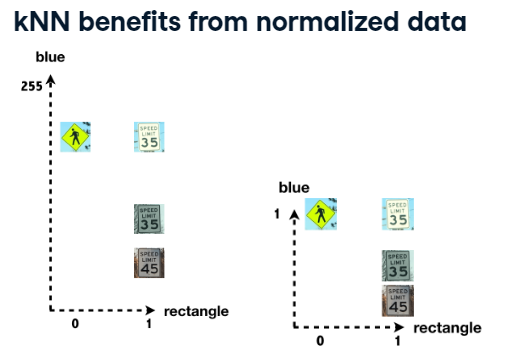 kNN benefits from normalized data
blue
255
SPEED
LIMIT
35
SPEED
LIMIT
35
SPEED
LIMIT
45
rectangle
0
1
blue
1
SPEED
LIMIT
35
SPEED
LIMIT
35
SPEED
LIMIT
45
rectangle
0
1